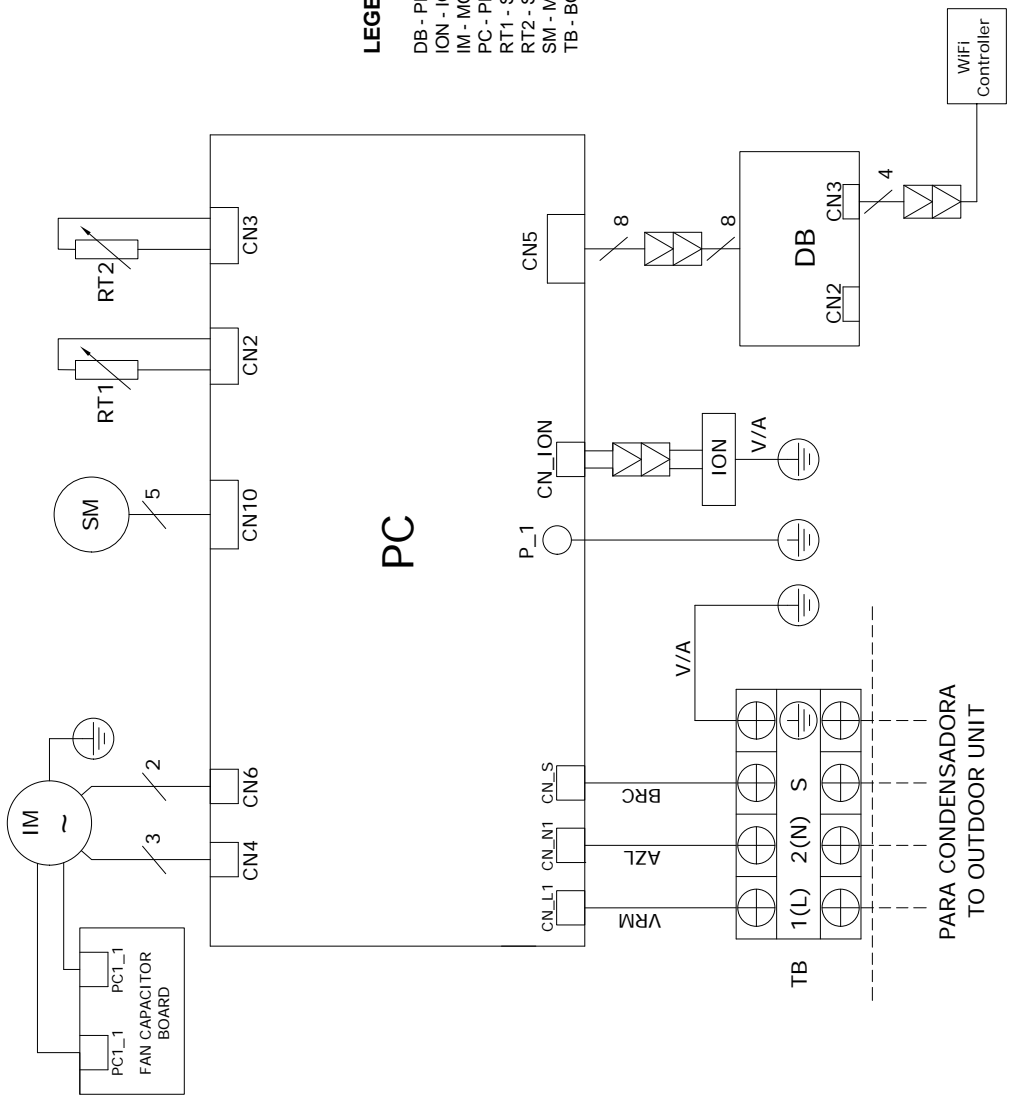 IM
~
FAN CAPACITOR
BOARD
PC1_1
PC1_1
3
2
CN4
CN6
SM
5
CN10
RT1
CN2
RT2
CN3
PC
CN_L1
CN_N1
CN_S
P_1
CN_ION
CN5
VRM
AZL
BRC
V/A
ION
V/A
8
8
DB
CN2
CN3
4
WiFi
Controller
TB
1(L)
2(N)
S
PARA CONDENSADORA
TO OUTDOOR UNIT
LEGE
DB -
ION -
IM - MO
PC -
RT1 - S
RT2 - S
SM - M
TB - BO